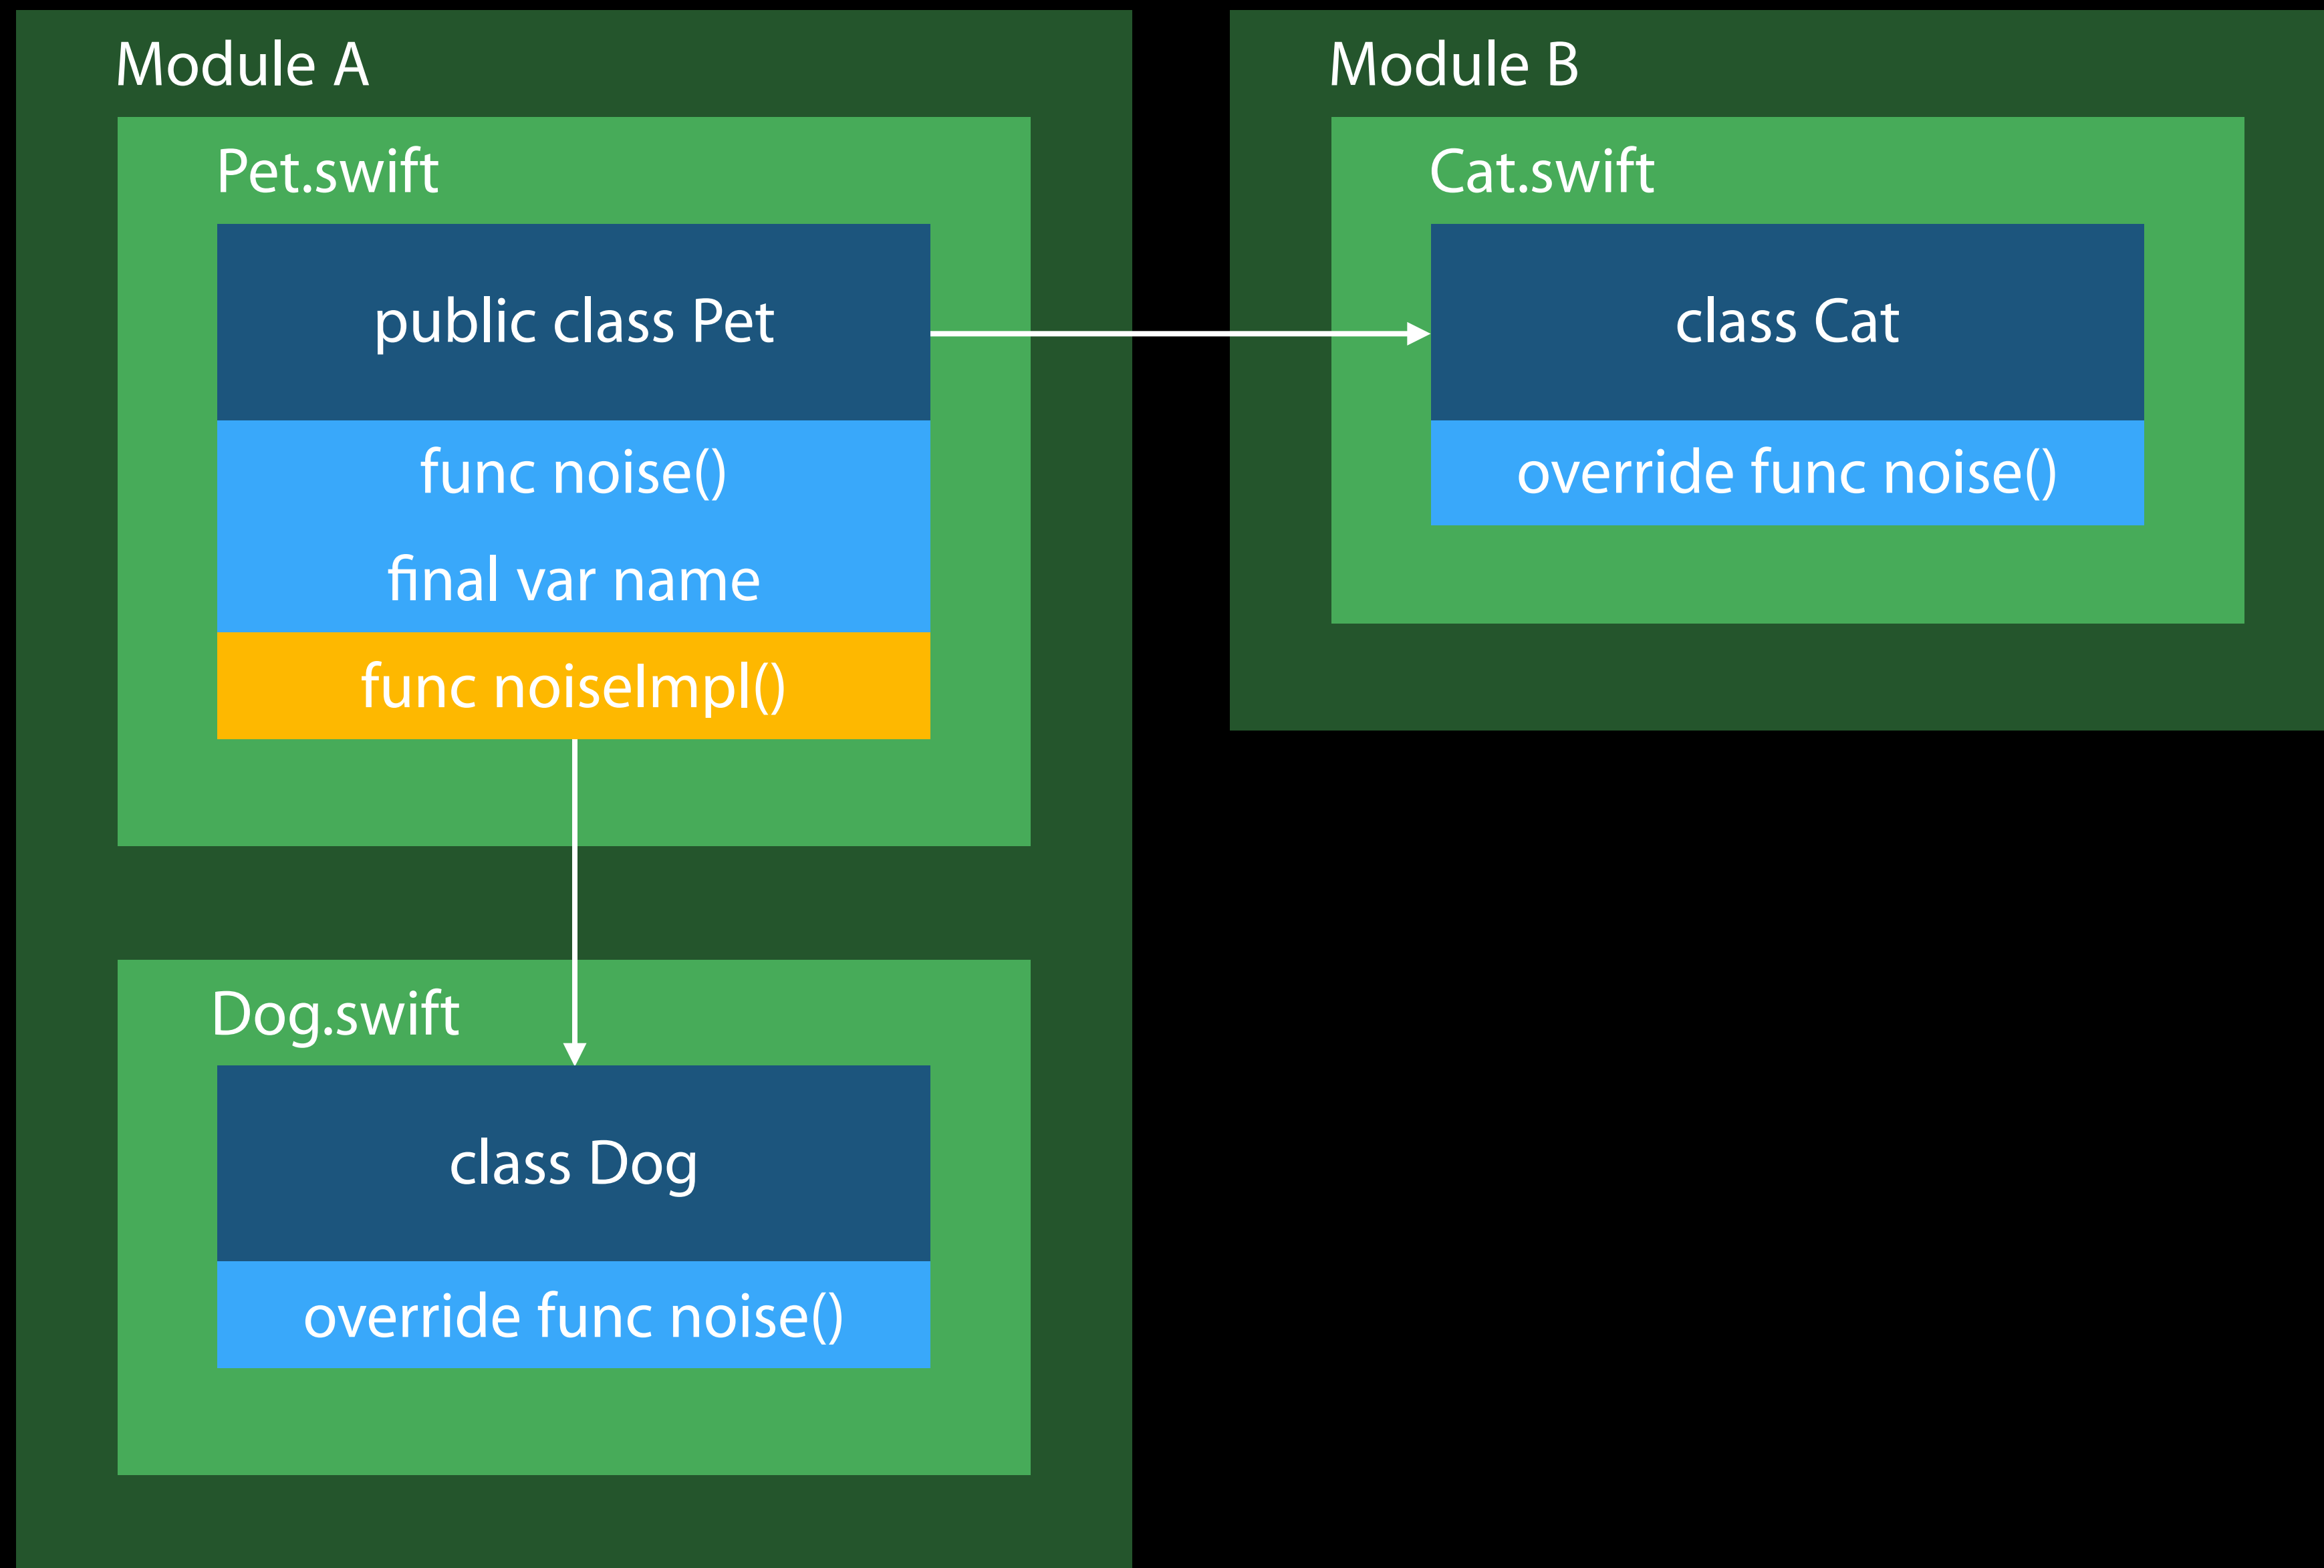 Module A
Pet.swift
public class Pet
func noise()
final var name
func noiseImpl()
Dog.swift
class Dog
override func noise()
Module B
Cat.swift
class Cat
override func noise()